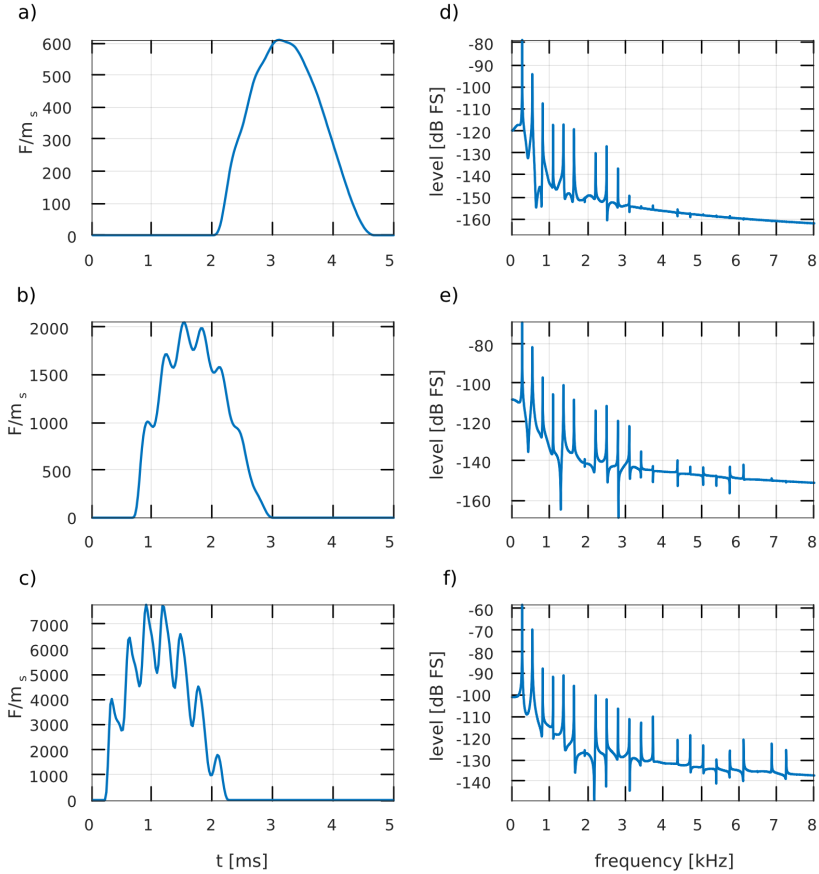 a)
F/m s
600
500
400
300
200
100
0
0 1 2 3 4 5
d)
level [dB FS]
-80
-90
-100
-110
-120
-130
-140
-150
-160
0 1 2 3 4 5 6 7 8
b)
F/m s
2000
1500
1000
500
0
0 1 2 3 4 5
e)
level [dB FS]
-80
-100
-120
-140
-160
0 1 2 3 4 5 6 7 8
c)
F/m s
7000
6000
5000
4000
3000
2000
1000
0
0 1 2 3 4 5
t [ms]
f)
level [dB FS]
-60
-70
-80
-90
-100
-110
-120
-130
-140
0 1 2 3 4 5 6 7 8
frequency [kHz]